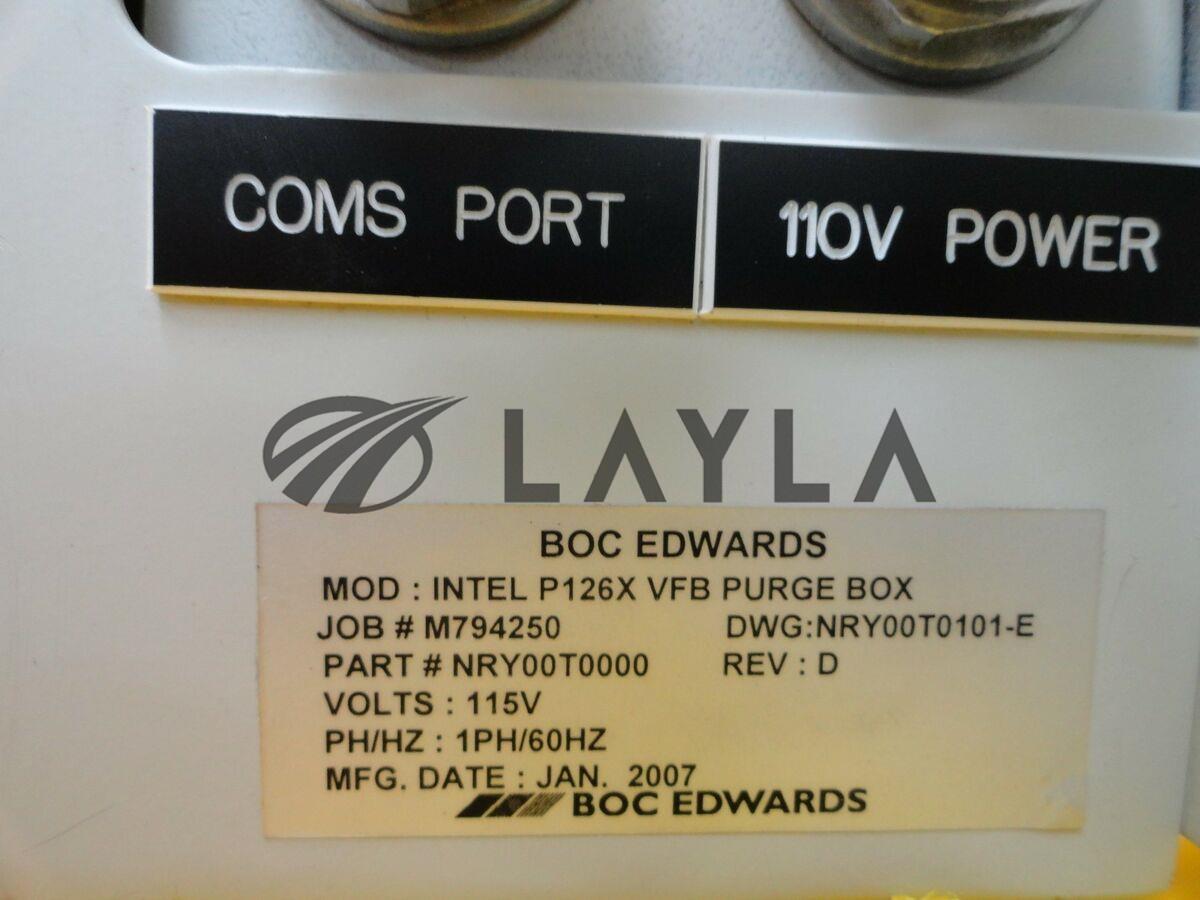 COMS PORT
110V POWER
LAYLA
BOC EDWARDS
MOD : INTEL P126X VFB PURGE BOX
JOB # M794250 DWG:NRY00T0101-E
PART # NRY00T0000 REV : D
VOLTS : 115V
PH/HZ : 1PH/60HZ
MFG. DATE : JAN. 2007
BOC EDWARDS